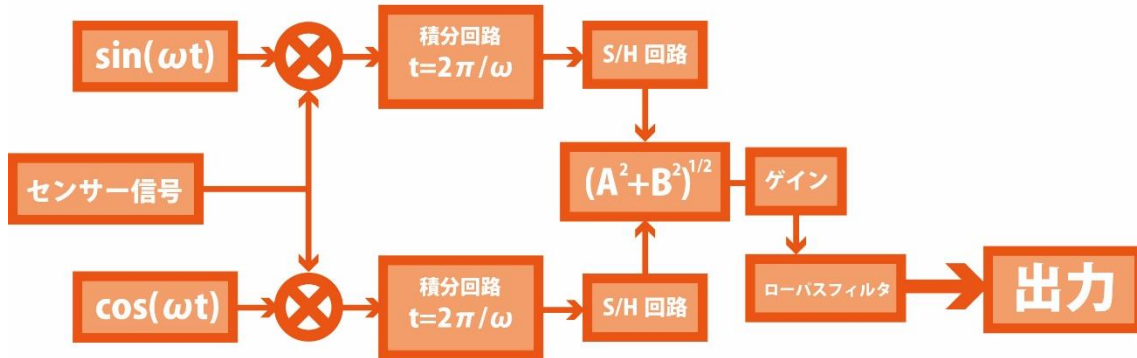 sin(ωt)
積分回路
t=2π/ω
S/H 回路
センサー信号
(A²+B²)^1/2
ゲイン
cos(ωt)
積分回路
t=2π/ω
S/H 回路
ローパスフィルタ
出力